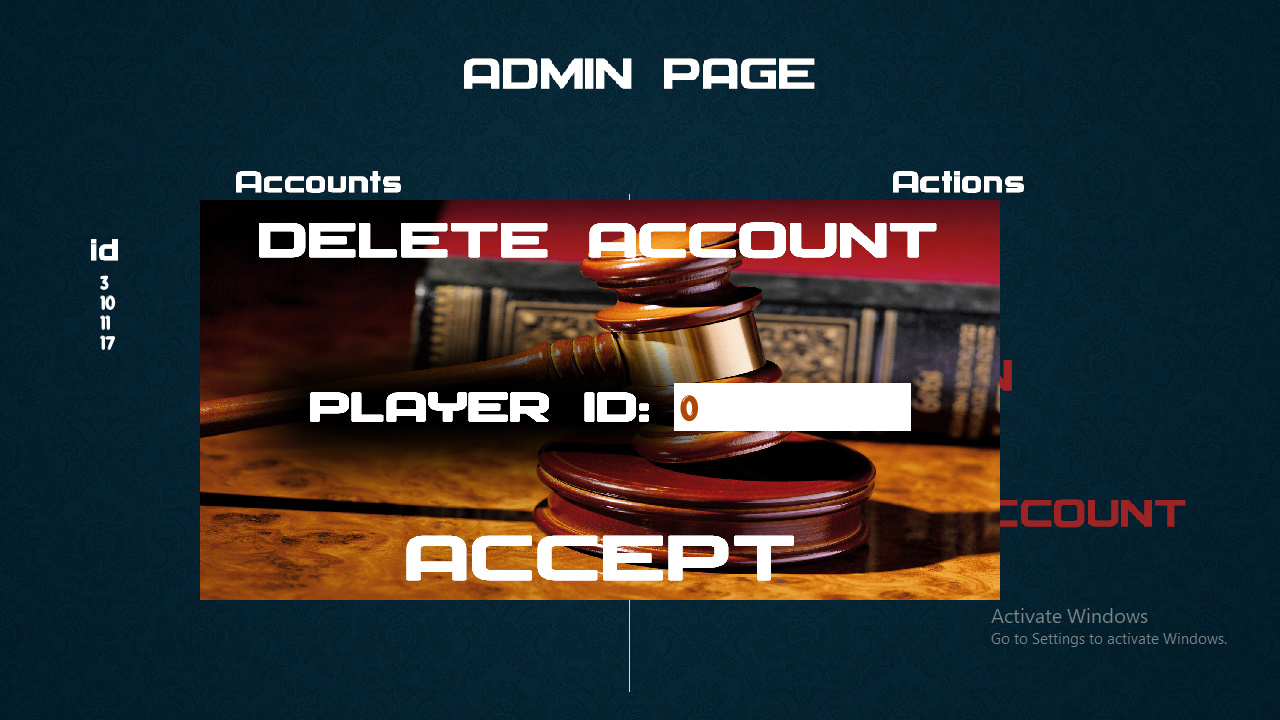 ADMIN PAGE
Accounts
Actions
DELETE ACCOUNT
id
3
10
11
17
PLAYER ID: 0
CCOUNT
ACCEPT
Activate Windows
Go to Settings to activate Windows.